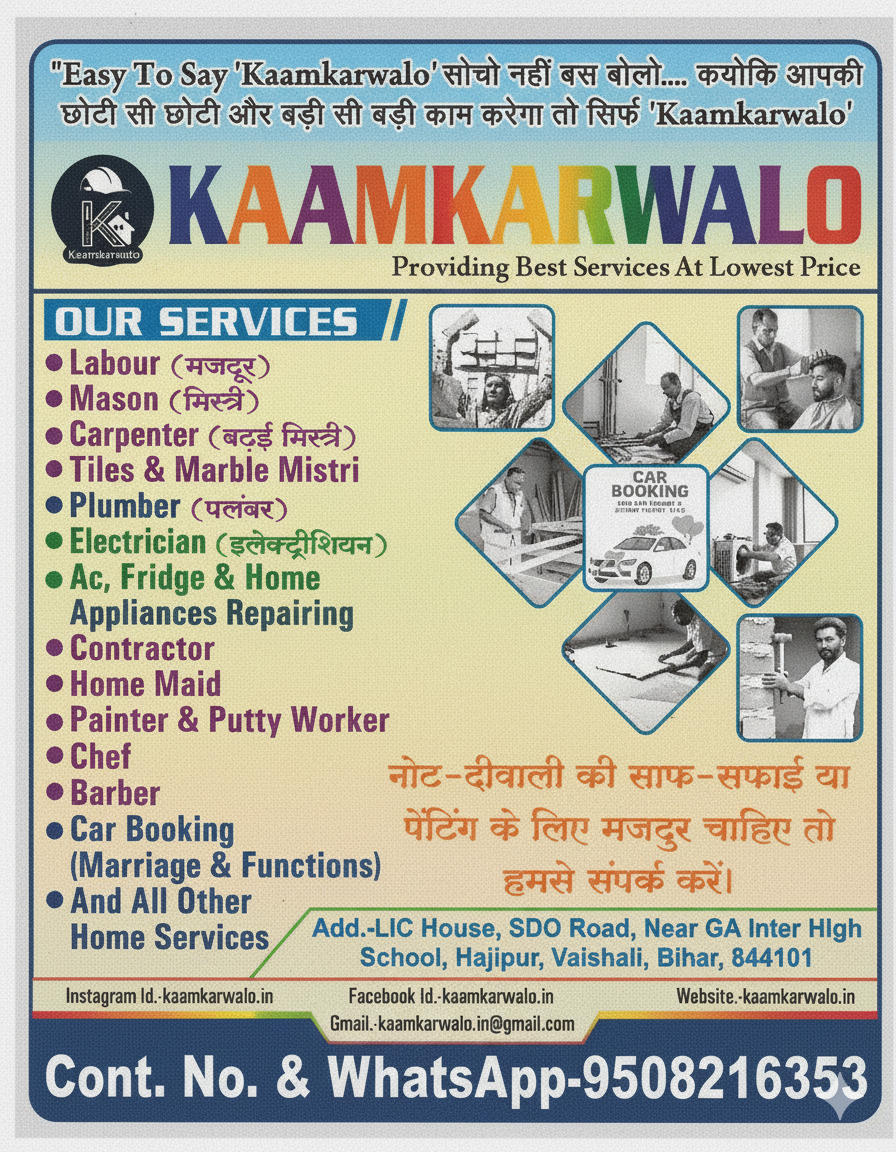 "Easy To Say 'Kaamkarwalo' सोचो नहीं बस बोलो.... कयोकि आपकी
छोटी सी छोटी और बड़ी सी बड़ी काम करेगा तो सिर्फ 'Kaamkarwalo'
KAAMKARWALO
Providing Best Services At Lowest Price
OUR SERVICES //
Labour (मजदूर)
Mason (मिस्त्री)
Carpenter (बढ़ई मिस्त्री)
Tiles & Marble Mistri
Plumber (पलंबर)
Electrician (इलेक्ट्रीशियन)
Ac, Fridge & Home
Appliances Repairing
Contractor
Home Maid
Painter & Putty Worker
Chef
Barber
Car Booking
(Marriage & Functions)
And All Other
Home Services
CAR
BOOKING
नोट-दीवाली की साफ-सफाई या
पेंटिंग के लिए मजदुर चाहिए तो
हमसे संपर्क करें।
Add.-LIC House, SDO Road, Near GA Inter HIgh
School, Hajipur, Vaishali, Bihar, 844101
Instagram Id.-kaamkarwalo.in Facebook Id.-kaamkarwalo.in Website.-kaamkarwalo.in
Gmail.-kaamkarwalo.in@gmail.com
Cont. No. & WhatsApp-9508216353